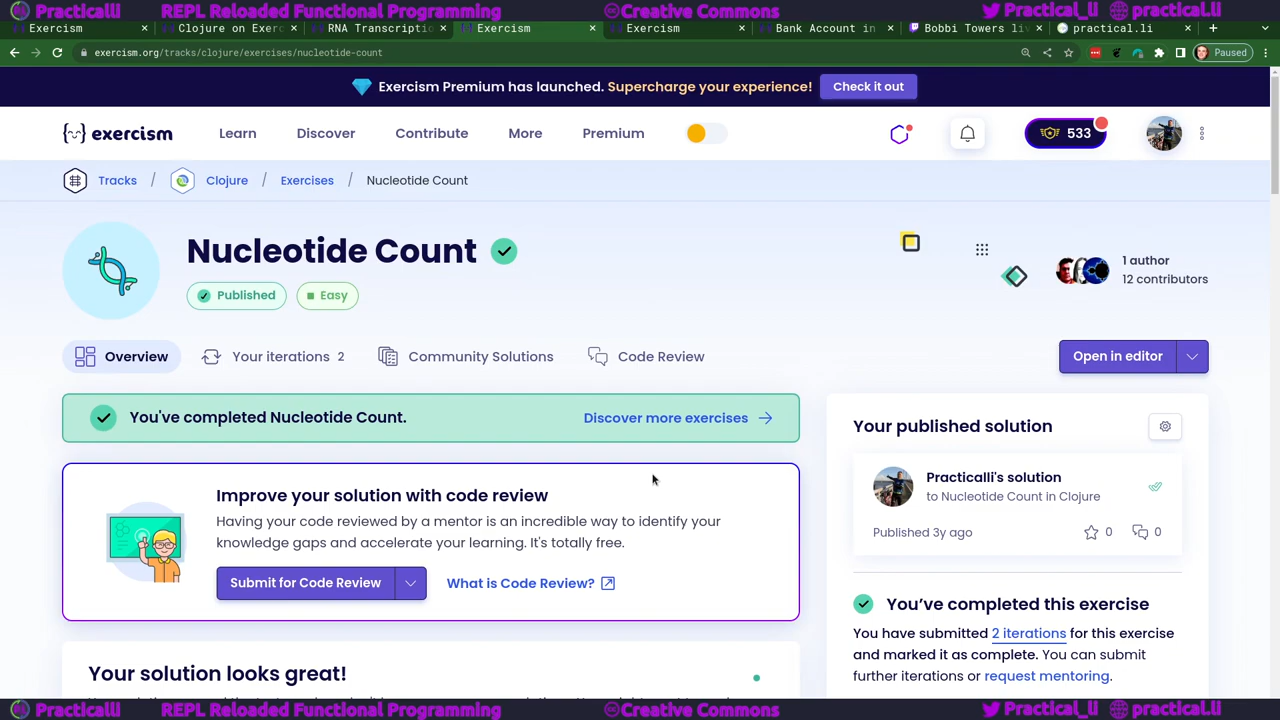 Practicalli REPL Reloaded Functional Programming Creative Commons Practical_li practical.li
Exercism Clojure on Exerc RNA Transcriptio Exercism Exercism Bank Account in Bobbi Towers liv practical.li
exercism.org/tracks/clojure/exercises/nucleotide-count Paused
Exercism Premium has launched. Supercharge your experience! Check it out
exercism Learn Discover Contribute More Premium 533
Tracks / Clojure / Exercises / Nucleotide Count
Nucleotide Count
1 author
12 contributors
Published Easy
Overview Your iterations 2 Community Solutions Code Review Open in editor
You've completed Nucleotide Count. Discover more exercises
Improve your solution with code review
Having your code reviewed by a mentor is an incredible way to identify your
knowledge gaps and accelerate your learning. It's totally free.
Submit for Code Review What is Code Review?
Your solution looks great!
Your published solution
Practicalli's solution
to Nucleotide Count in Clojure
Published 3y ago 0 0
You've completed this exercise
You have submitted 2 iterations for this exercise
and marked it as complete. You can submit
further iterations or request mentoring.
Practicalli REPL Reloaded Functional Programming Creative Commons Practical_li practical.li